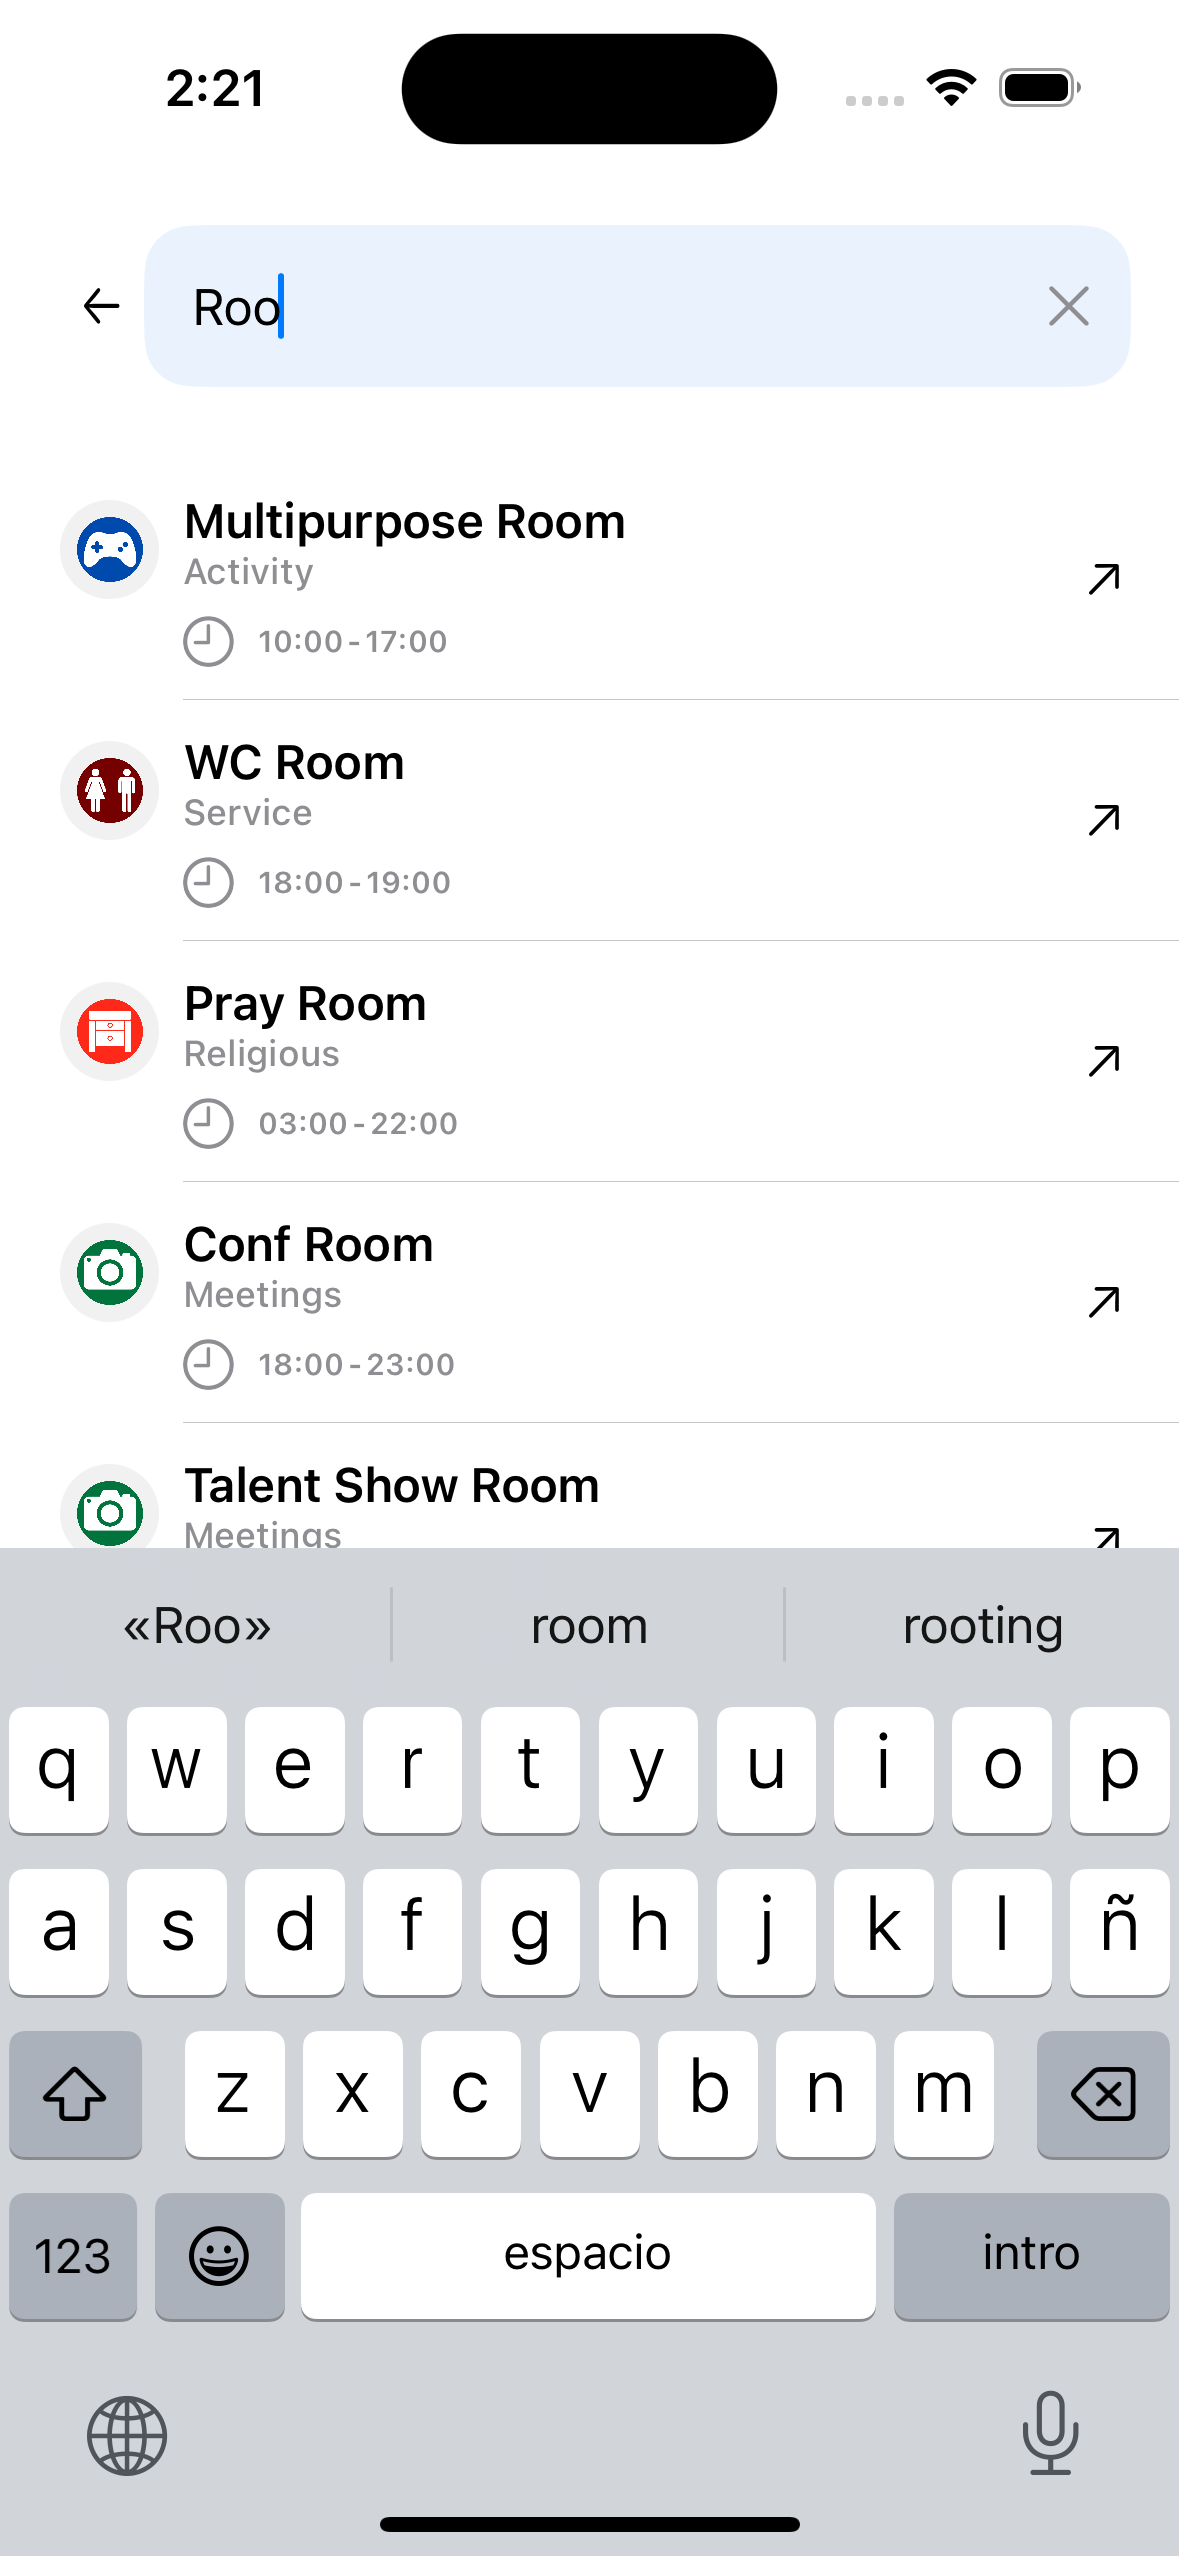 2:21
Roo
Multipurpose Room
Activity
10:00-17:00
WC Room
Service
18:00-19:00
Pray Room
Religious
03:00-22:00
Conf Room
Meetings
18:00-23:00
Talent Show Room
Meetings
«Roo» room rooting
q w e r t y u i o p
a s d f g h j k l ñ
z x c v b n m
123 espacio intro